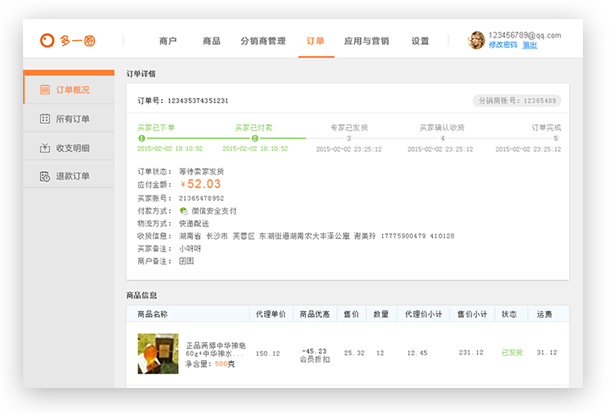 多一圈
商户 商品 分销商管理 订单 应用与营销 设置
123456789@qq.com
修改密码 退出
订单概况
所有订单
收支明细
退款订单
订单详情
订单号：123435374351231 分销商账号：12365489
买家已下单 买家已付款 专家已发货 买家确认收货 订单完成
1 2 3 4 5
2015-02-02 18:10:52 2015-02-02 18:10:52 2015-02-02 23:25:12 2015-02-02 23:25:12 2015-02-02 23:25:12
订单状态：等待卖家发货
应付金额：￥52.03
买家账号：21365478952
付款方式：微信安全支付
物流方式：快递配送
收货信息：湖南省 长沙市 芙蓉区 东湖街道湖南农大丰泽公寓 谢美玲 17775900479 410128
买家备注：小呀呀
商户备注：团团
商品信息
商品名称 代理单价 商品优惠 售价 数量 代理价小计 售价小计 状态 运费
正品满婷中华神皂
60g+中华神水...
净含量：500克
150.12 -45.23 25.32 12 12.45 231.12 已发货 31.12
会员折扣